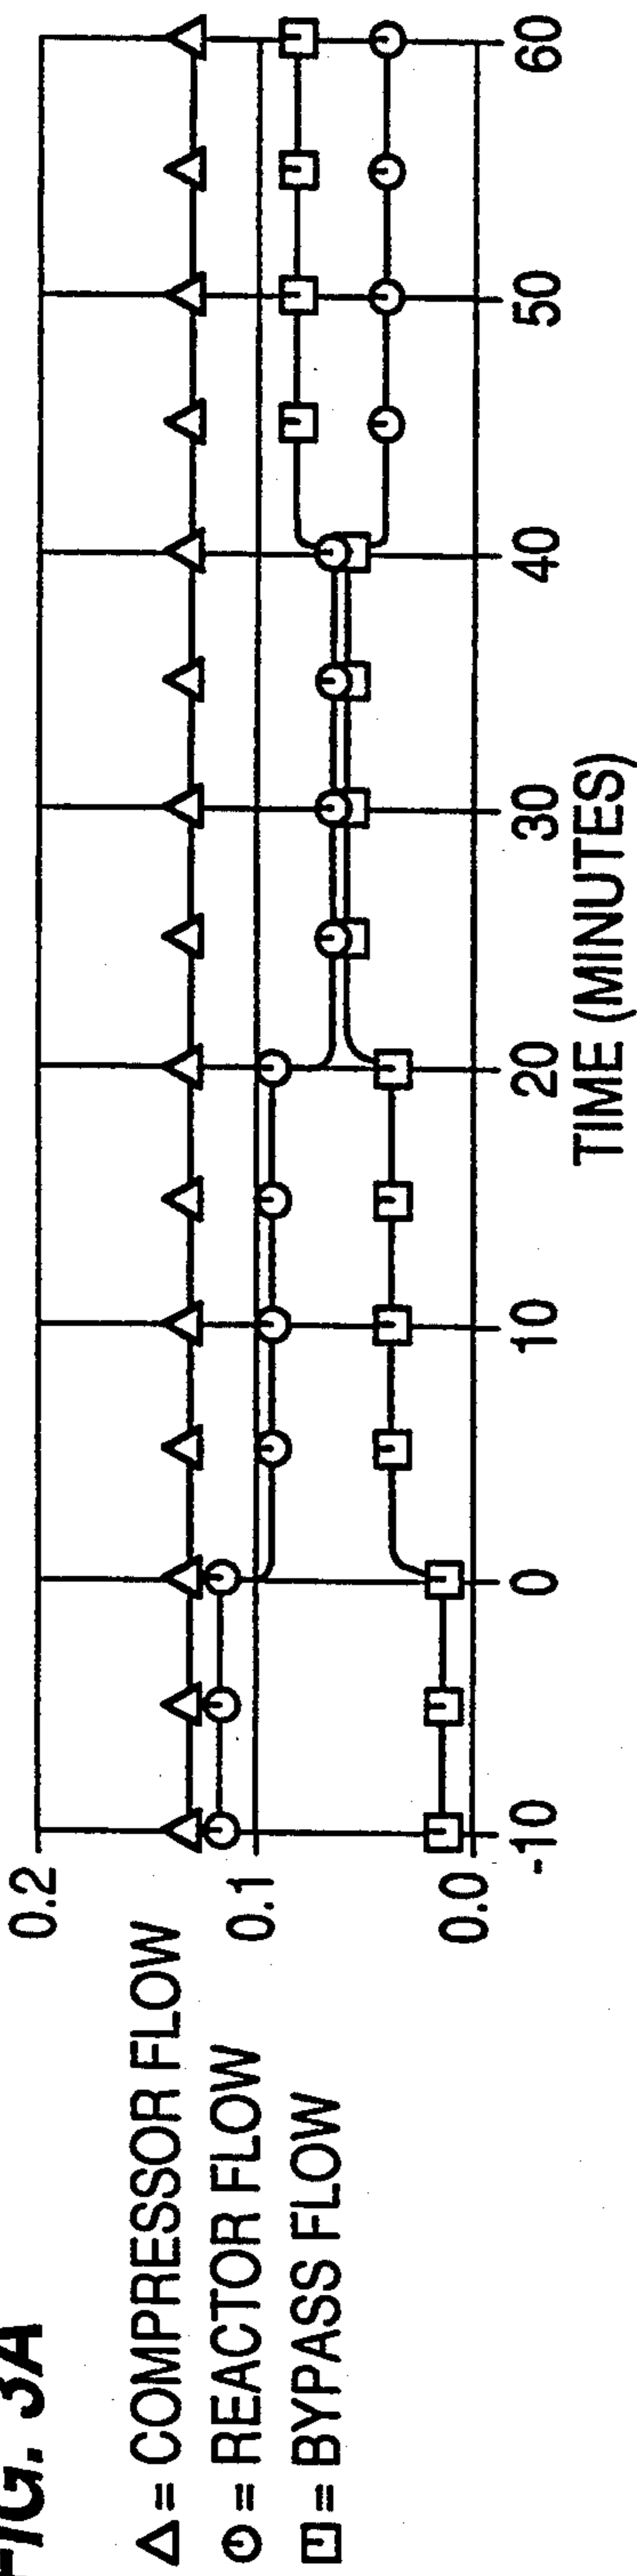 FIG. 3A
△ = COMPRESSOR FLOW
⊙ = REACTOR FLOW
⊡ = BYPASS FLOW
0.2
0.1
0.0
-10 0 10 20 30 40 50 60
TIME (MINUTES)